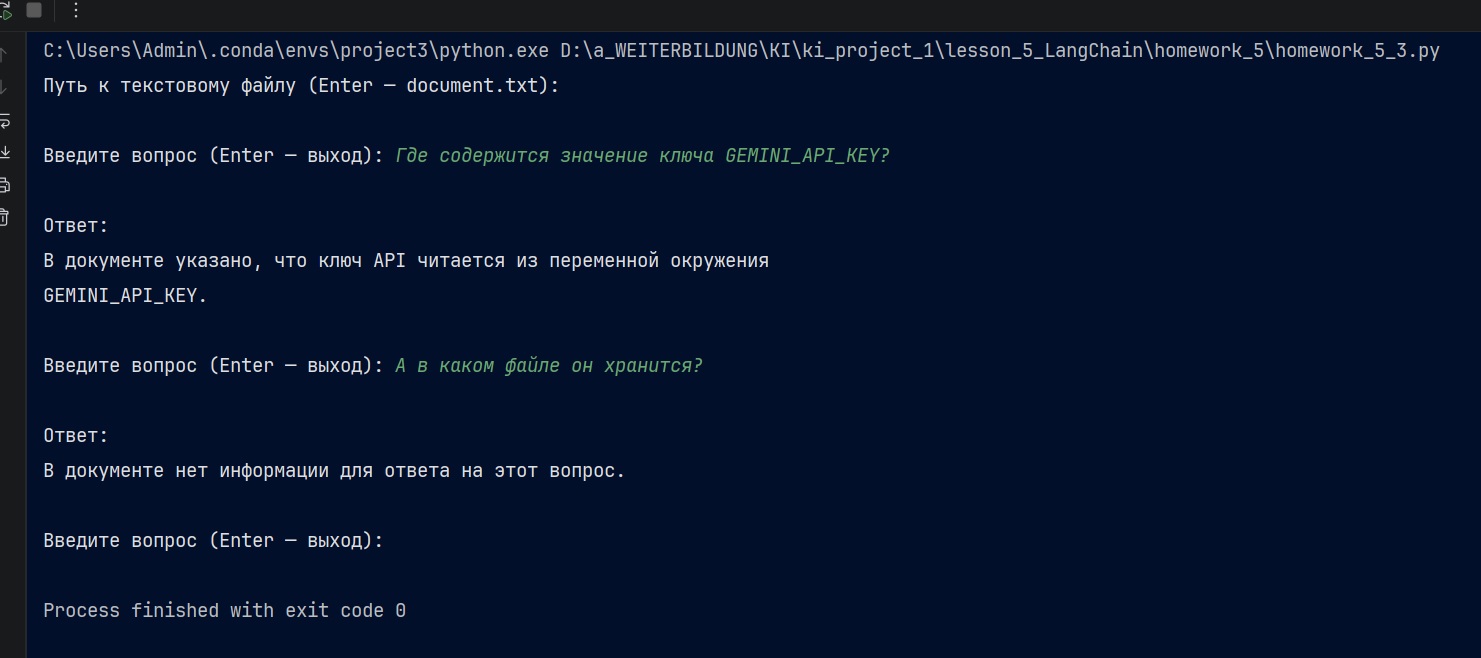 C:\Users\Admin\.conda\envs\project3\python.exe D:\a_WEITERBILDUNG\KI\ki_project_1\lesson_5_LangChain\homework_5\homework_5_3.py
Путь к текстовому файлу (Enter — document.txt):
Введите вопрос (Enter — выход): Где содержится значение ключа GEMINI_API_KEY?
Ответ:
В документе указано, что ключ API читается из переменной окружения
GEMINI_API_KEY.
Введите вопрос (Enter — выход): А в каком файле он хранится?
Ответ:
В документе нет информации для ответа на этот вопрос.
Введите вопрос (Enter — выход):
Process finished with exit code 0